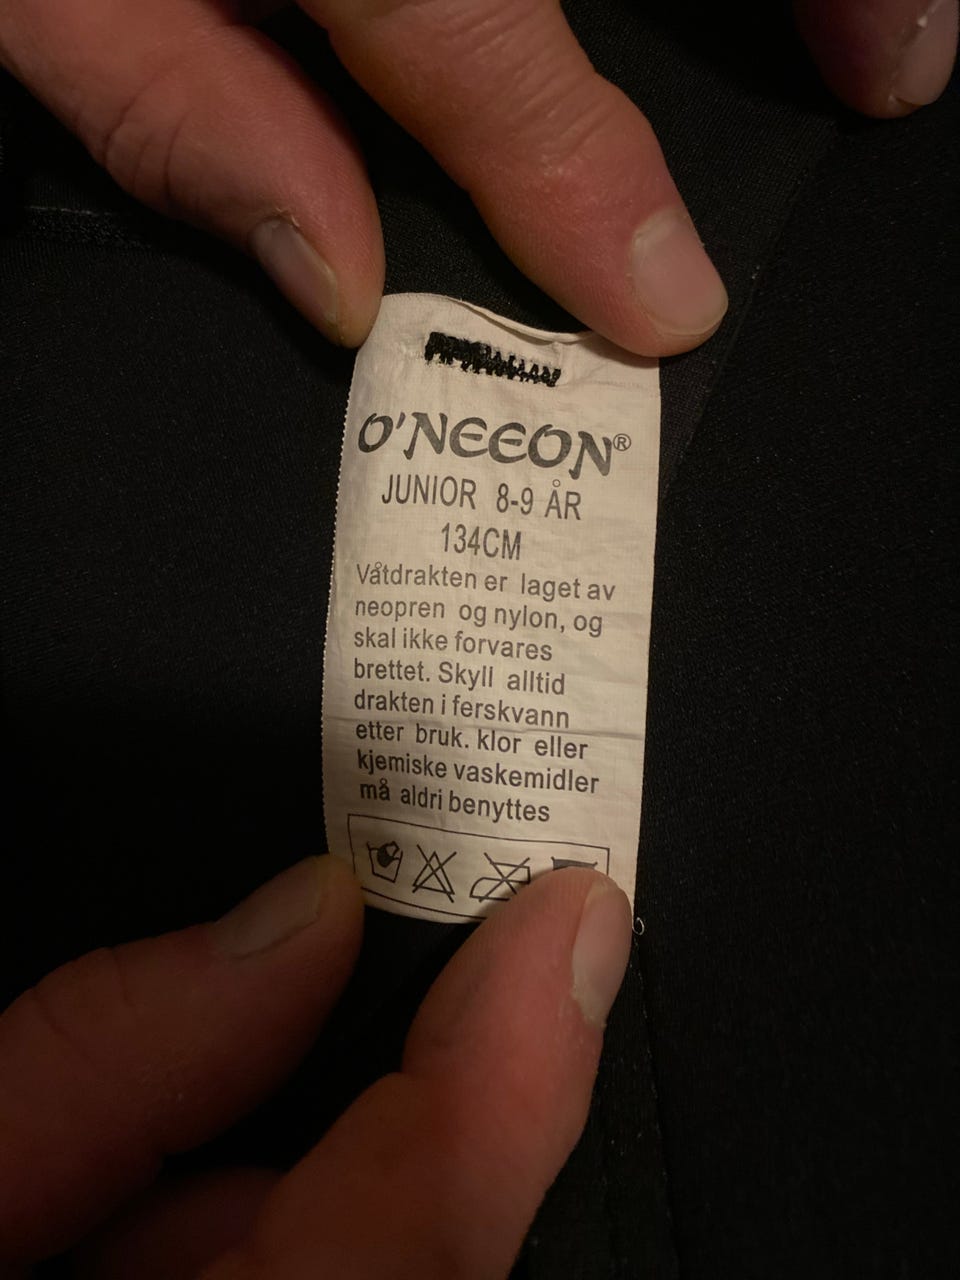 O'NEEON®
JUNIOR 8-9 ÅR
134CM
Våtdrakten er laget av
neopren og nylon, og
skal ikke forvares
brettet. Skyll alltid
drakten i ferskvann
etter bruk. klor eller
kjemiske vaskemidler
må aldri benyttes